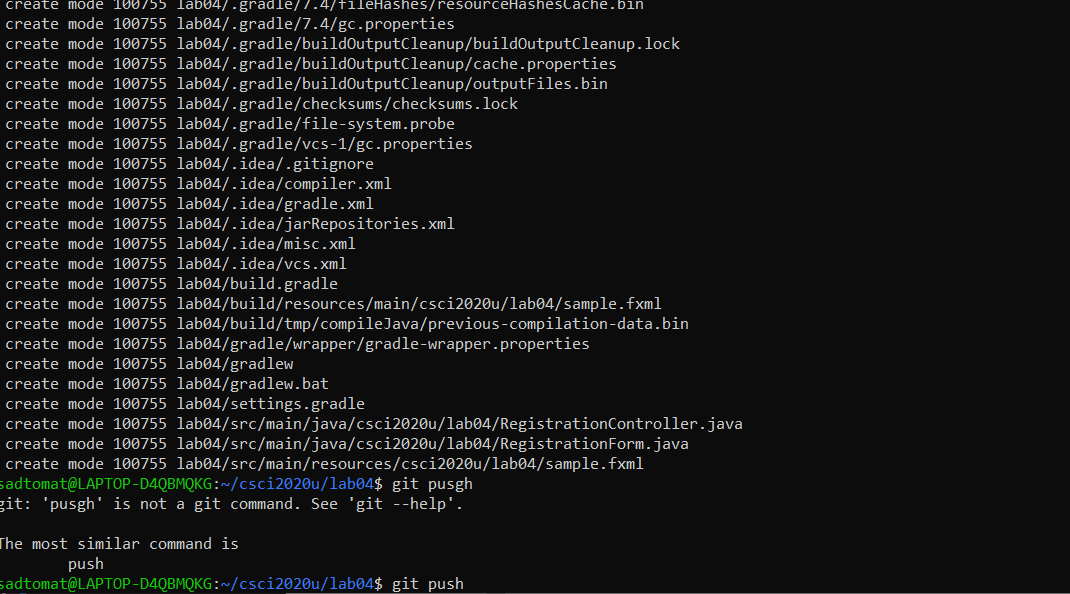 create mode 100755 lab04/.gradle/7.4/fileHashes/resourceHashesCache.bin
create mode 100755 lab04/.gradle/7.4/gc.properties
create mode 100755 lab04/.gradle/buildOutputCleanup/buildOutputCleanup.lock
create mode 100755 lab04/.gradle/buildOutputCleanup/cache.properties
create mode 100755 lab04/.gradle/buildOutputCleanup/outputFiles.bin
create mode 100755 lab04/.gradle/checksums/checksums.lock
create mode 100755 lab04/.gradle/file-system.probe
create mode 100755 lab04/.gradle/vcs-1/gc.properties
create mode 100755 lab04/.idea/.gitignore
create mode 100755 lab04/.idea/compiler.xml
create mode 100755 lab04/.idea/gradle.xml
create mode 100755 lab04/.idea/jarRepositories.xml
create mode 100755 lab04/.idea/misc.xml
create mode 100755 lab04/.idea/vcs.xml
create mode 100755 lab04/build.gradle
create mode 100755 lab04/build/resources/main/csci2020u/lab04/sample.fxml
create mode 100755 lab04/build/tmp/compileJava/previous-compilation-data.bin
create mode 100755 lab04/gradle/wrapper/gradle-wrapper.properties
create mode 100755 lab04/gradlew
create mode 100755 lab04/gradlew.bat
create mode 100755 lab04/settings.gradle
create mode 100755 lab04/src/main/java/csci2020u/lab04/RegistrationController.java
create mode 100755 lab04/src/main/java/csci2020u/lab04/RegistrationForm.java
create mode 100755 lab04/src/main/resources/csci2020u/lab04/sample.fxml
sadtomat@LAPTOP-D4QBMQKG:~/csci2020u/lab04$ git pusgh
git: 'pusgh' is not a git command. See 'git --help'.
The most similar command is
push
sadtomat@LAPTOP-D4QBMQKG:~/csci2020u/lab04$ git push